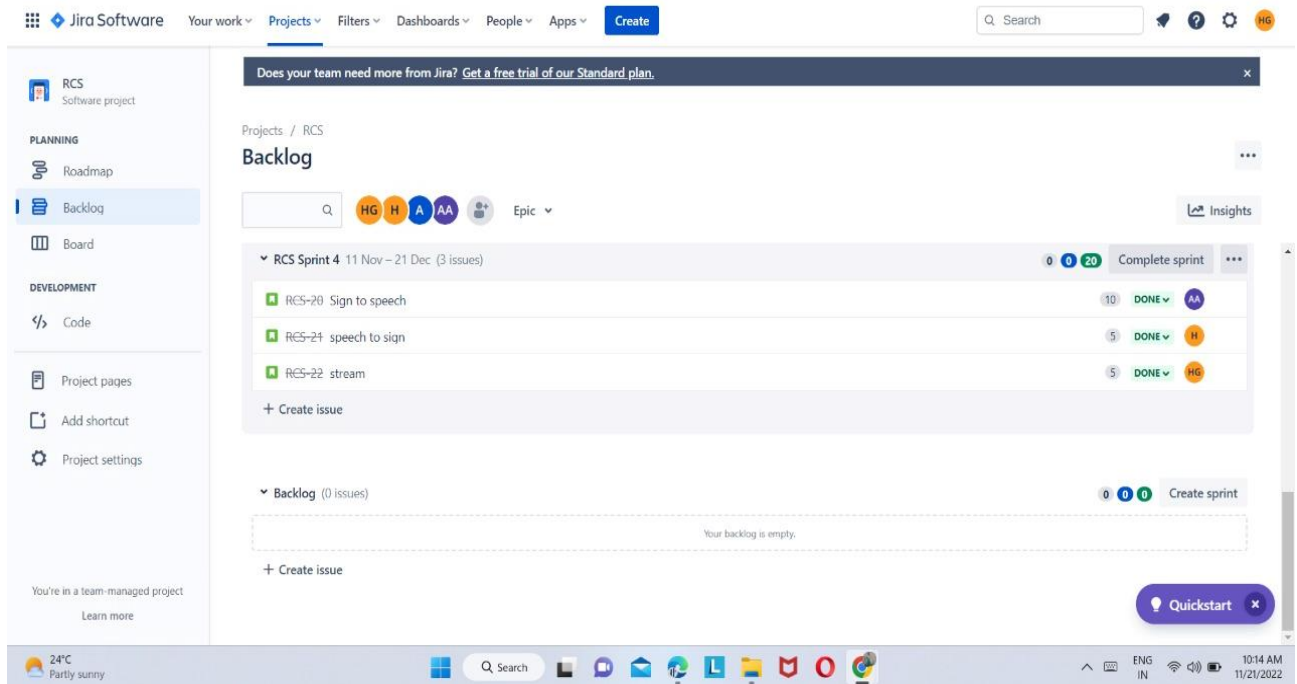 Jira Software Your work Projects Filters Dashboards People Apps Create Search HG
Does your team need more from Jira? Get a free trial of our Standard plan.
RCS
Software project
PLANNING
Roadmap
Backlog
Board
DEVELOPMENT
Code
Project pages
Add shortcut
Project settings
You're in a team-managed project
Learn more
Projects / RCS
Backlog
HG H A AA Epic Insights
RCS Sprint 4 11 Nov – 21 Dec (3 issues) 0 0 20 Complete sprint
RCS-20 Sign to speech 10 DONE AA
RCS-21 speech to sign 5 DONE H
RCS-22 stream 5 DONE HG
+ Create issue
Backlog (0 issues) 0 0 0 Create sprint
Your backlog is empty.
+ Create issue
Quickstart
24°C
Partly sunny
Search
ENG
IN
10:14 AM
11/21/2022